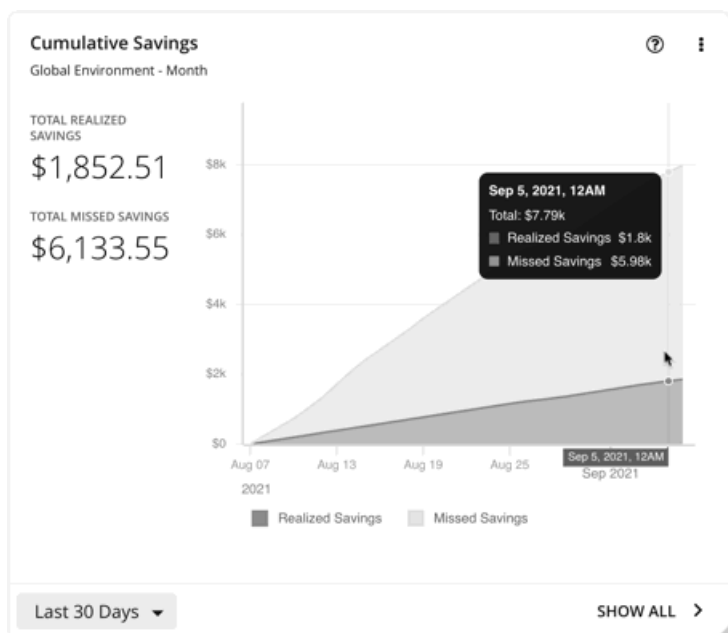 Cumulative Savings
Global Environment - Month
TOTAL REALIZED
SAVINGS
$1,852.51
TOTAL MISSED SAVINGS
$6,133.55
$8k
$6k
$4k
$2k
$0
Sep 5, 2021, 12AM
Total: $7.79k
Realized Savings $1.8k
Missed Savings $5.98k
Aug 07 Aug 13 Aug 19 Aug 25
Sep 5, 2021, 12AM
2021
Sep 2021
Realized Savings Missed Savings
Last 30 Days
SHOW ALL